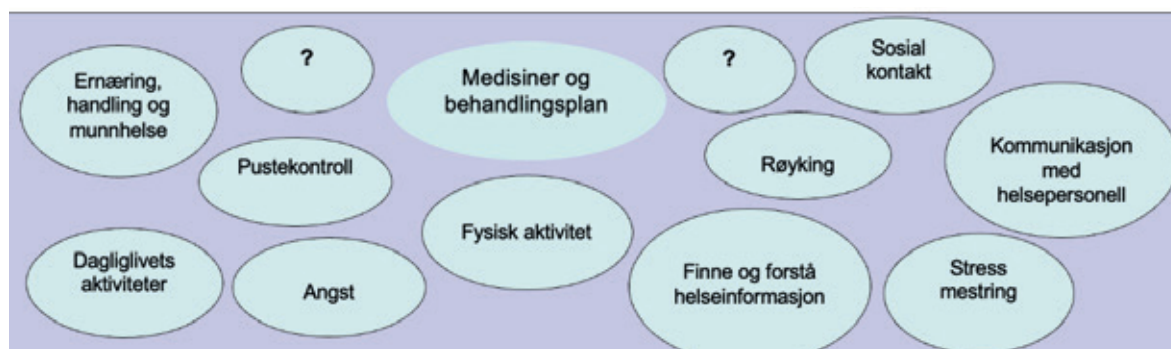 Ernæring,
handling og
munnhelse
?
Medisiner og
behandlingsplan
?
Sosial
kontakt
Pustekontroll
Røyking
Kommunikasjon
med
helsepersonell
Fysisk aktivitet
Dagliglivets
aktiviteter
Angst
Finne og forstå
helseinformasjon
Stress
mestring